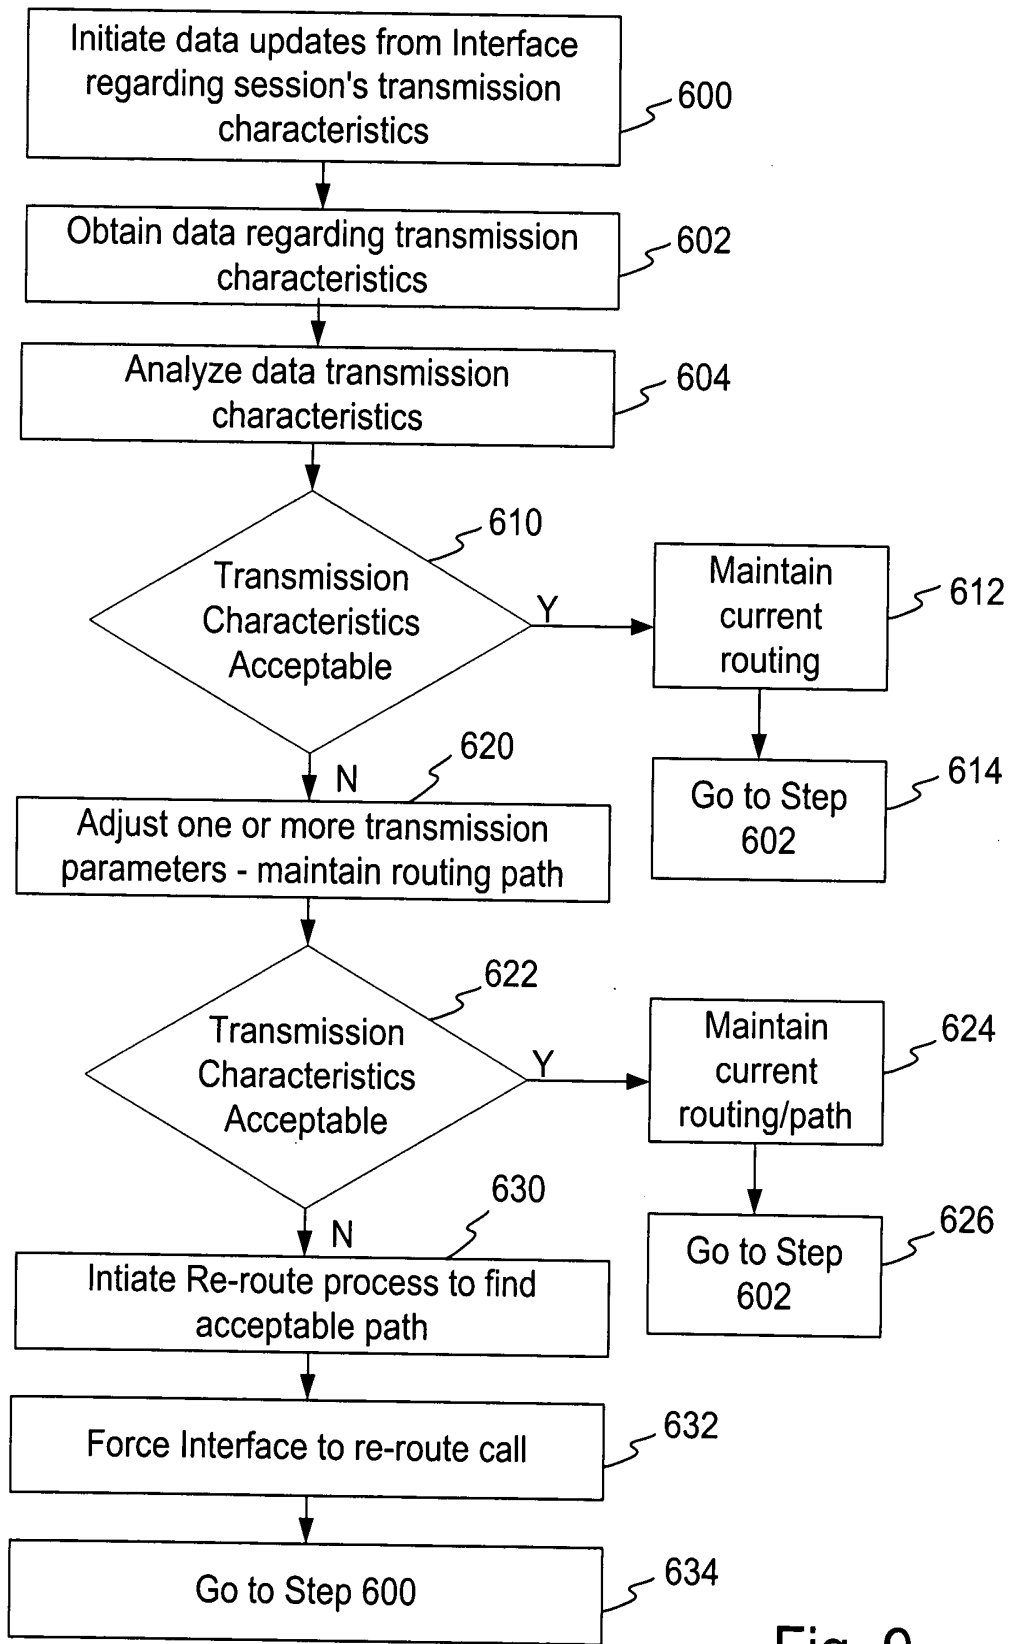 Initiate data updates from Interface
regarding session's transmission
characteristics
600
Obtain data regarding transmission
characteristics
602
Analyze data transmission
characteristics
604
610
Transmission
Characteristics
Acceptable
Y
Maintain
current
routing
612
N
620
Go to Step
602
614
Adjust one or more transmission
parameters - maintain routing path
622
Transmission
Characteristics
Acceptable
Y
Maintain
current
routing/path
624
N
630
Go to Step
602
626
Intiate Re-route process to find
acceptable path
Force Interface to re-route call
632
Go to Step 600
634
Fig. 9